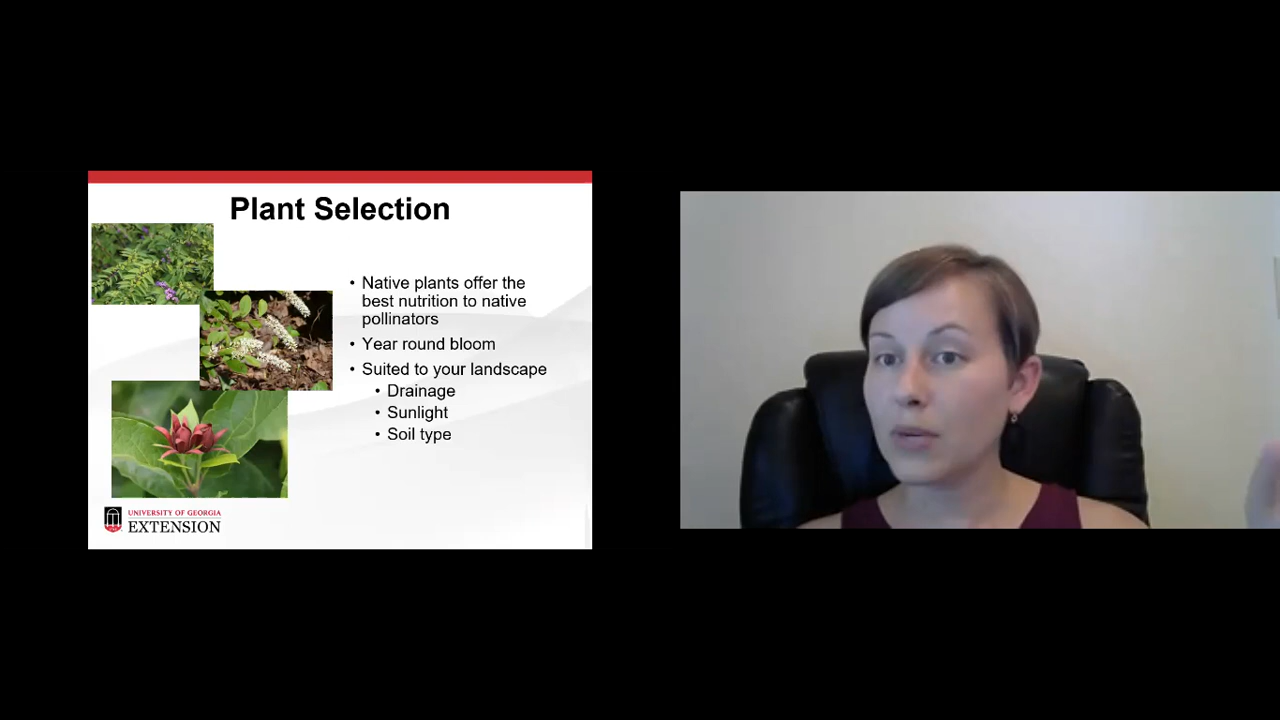 Plant Selection
• Native plants offer the
best nutrition to native
pollinators
• Year round bloom
• Suited to your landscape
• Drainage
• Sunlight
• Soil type
UNIVERSITY OF GEORGIA
EXTENSION